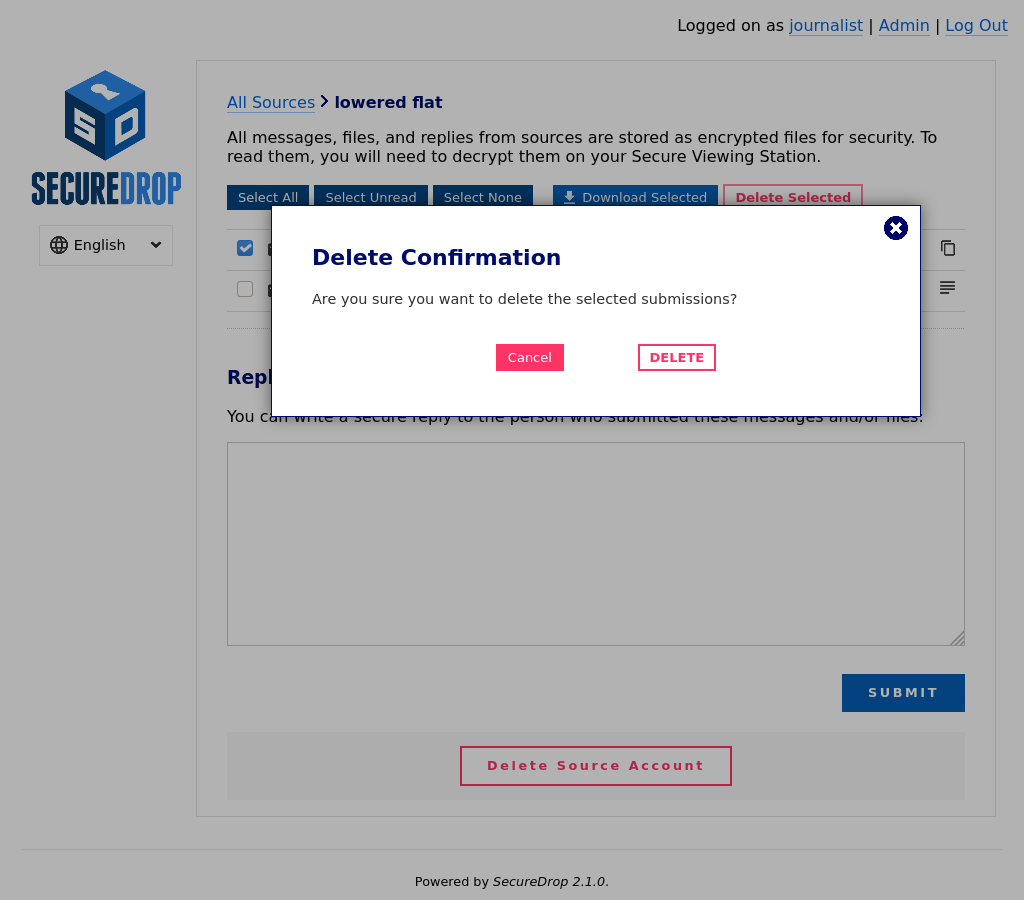 Logged on as journalist | Admin | Log Out
SECUREDROP
English
All Sources lowered flat
All messages, files, and replies from sources are stored as encrypted files for security. To
read them, you will need to decrypt them on your Secure Viewing Station.
Select All Select Unread Select None Download Selected Delete Selected
Delete Confirmation
Are you sure you want to delete the selected submissions?
Cancel DELETE
You can write a secure reply to the person who submitted these messages and/or files:
SUBMIT
Delete Source Account
Powered by SecureDrop 2.1.0.